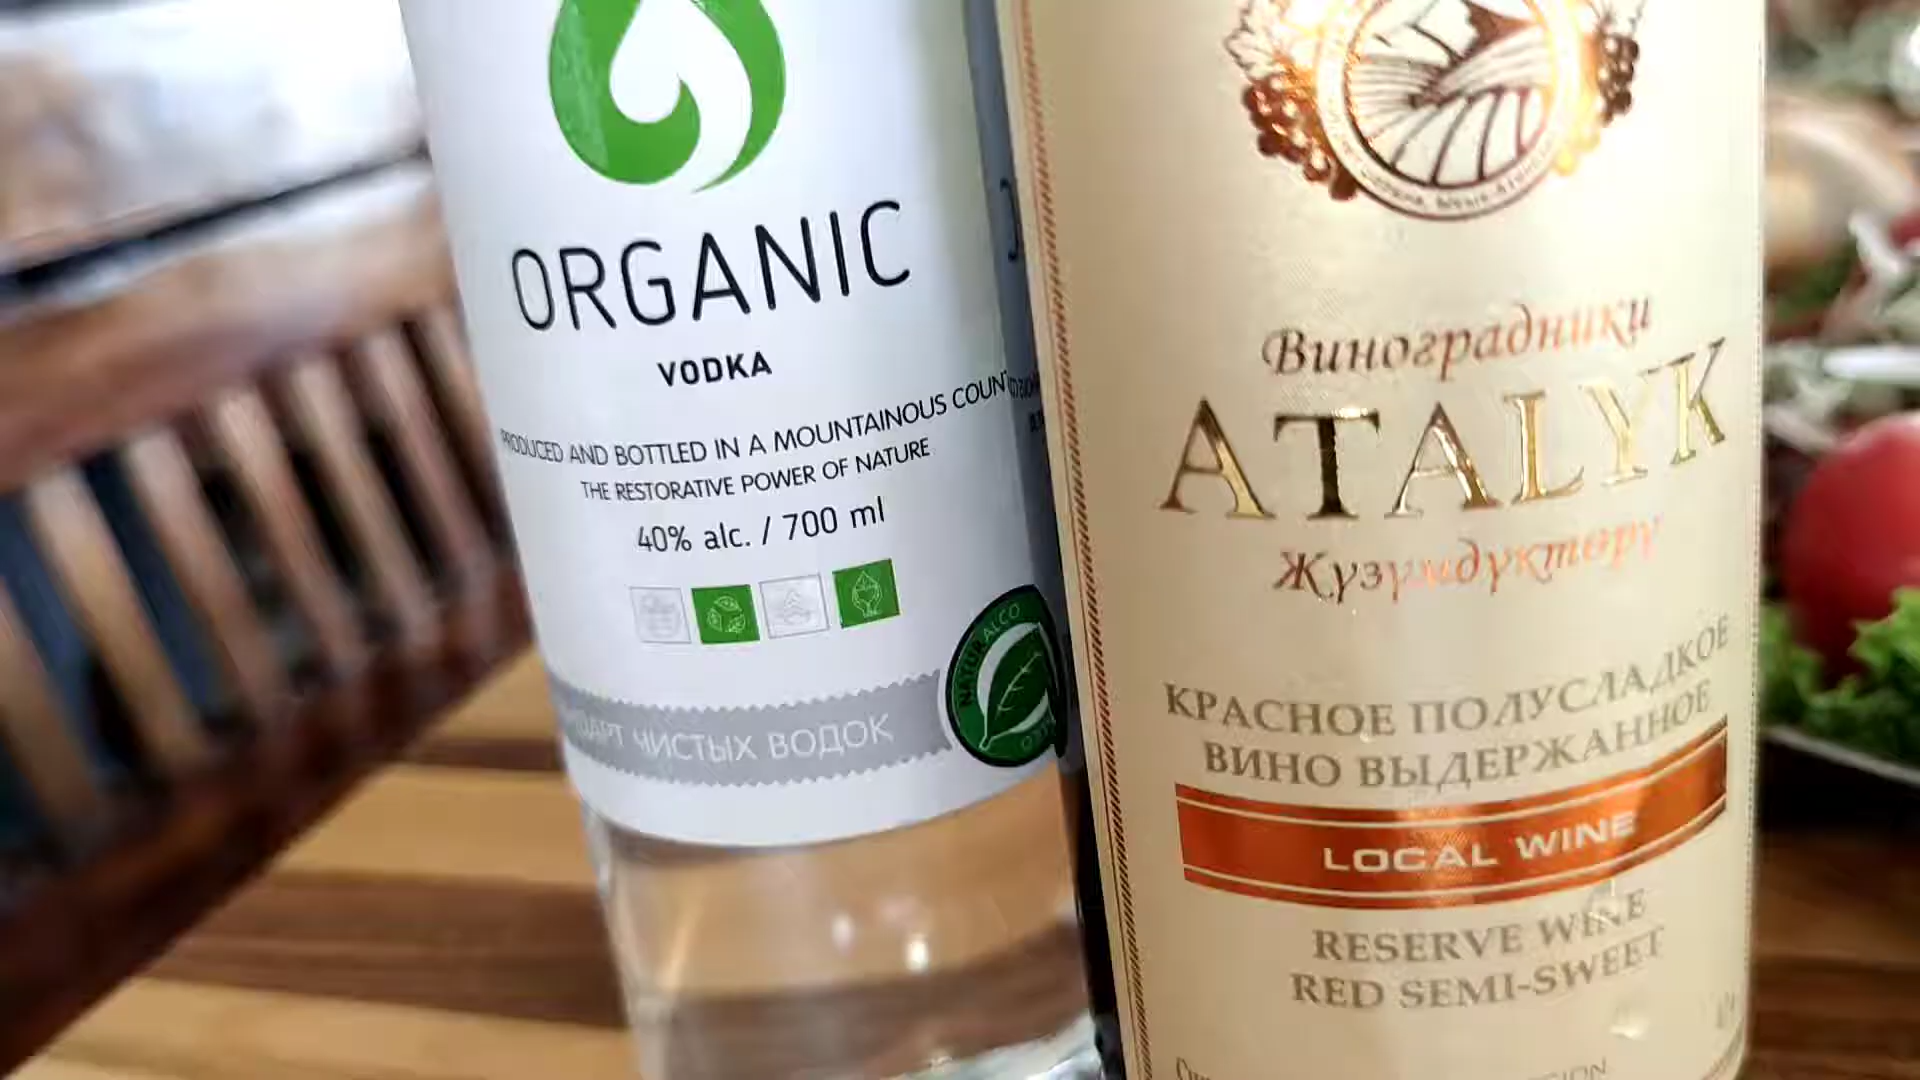 ORGANIC
VODKA
PRODUCED AND BOTTLED IN A MOUNTAINOUS
THE RESTORATIVE POWER OF NATURE
40% alc. / 700 ml
ЧИСТЫХ ВОДОК
NATURALCO
Виноградники
ATALYK
Жүзүмдүктөрү
КРАСНОЕ ПОЛУСЛАДКОЕ
ВИНО ВЫДЕРЖАННОЕ
LOCAL WINE
RESERVE WINE
RED SEMI-SWEET